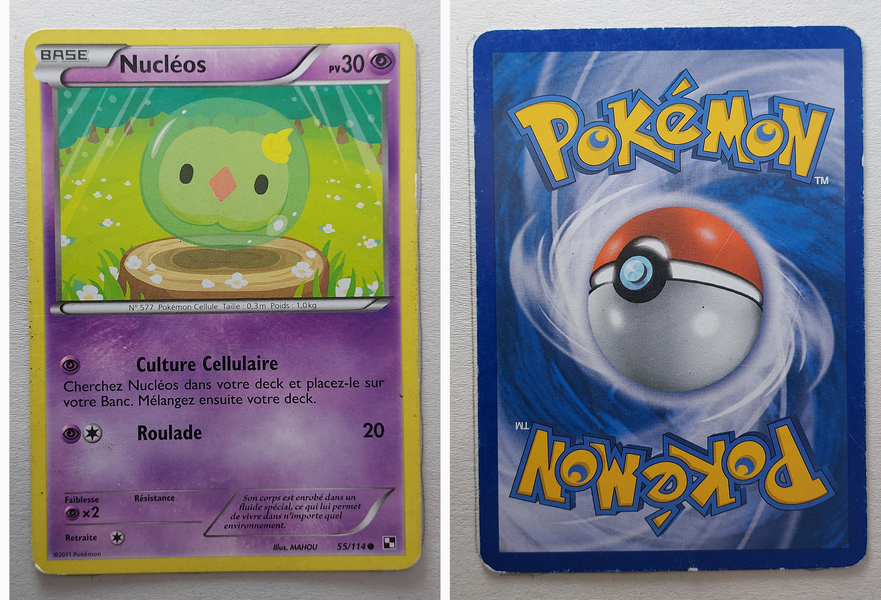 BASE
Nucléos
PV30
N° 577 Pokémon Cellule Taille : 0,3m Poids : 1,0kg
Culture Cellulaire
Cherchez Nucléos dans votre deck et placez-le sur
votre Banc. Mélangez ensuite votre deck.
Roulade 20
Faiblesse Résistance
×2
Son corps est enrobé dans un
fluide spécial, ce qui lui permet
de vivre dans n'importe quel
environnement.
Retraite
©2011 Pokémon
Illus. MAHOU
55/114
POKéMON
TM
TM
POKéMON